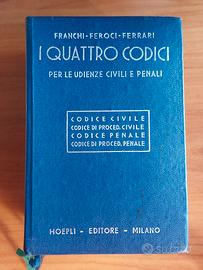 FRANCHI-FEROCI-FERRARI
I QUATTRO CODICI
PER LE UDIENZE CIVILI E PENALI
CODICE CIVILE
CODICE DI PROCED. CIVILE
CODICE PENALE
CODICE DI PROCED. PENALE
HOEPLI - EDITORE - MILANO
subito